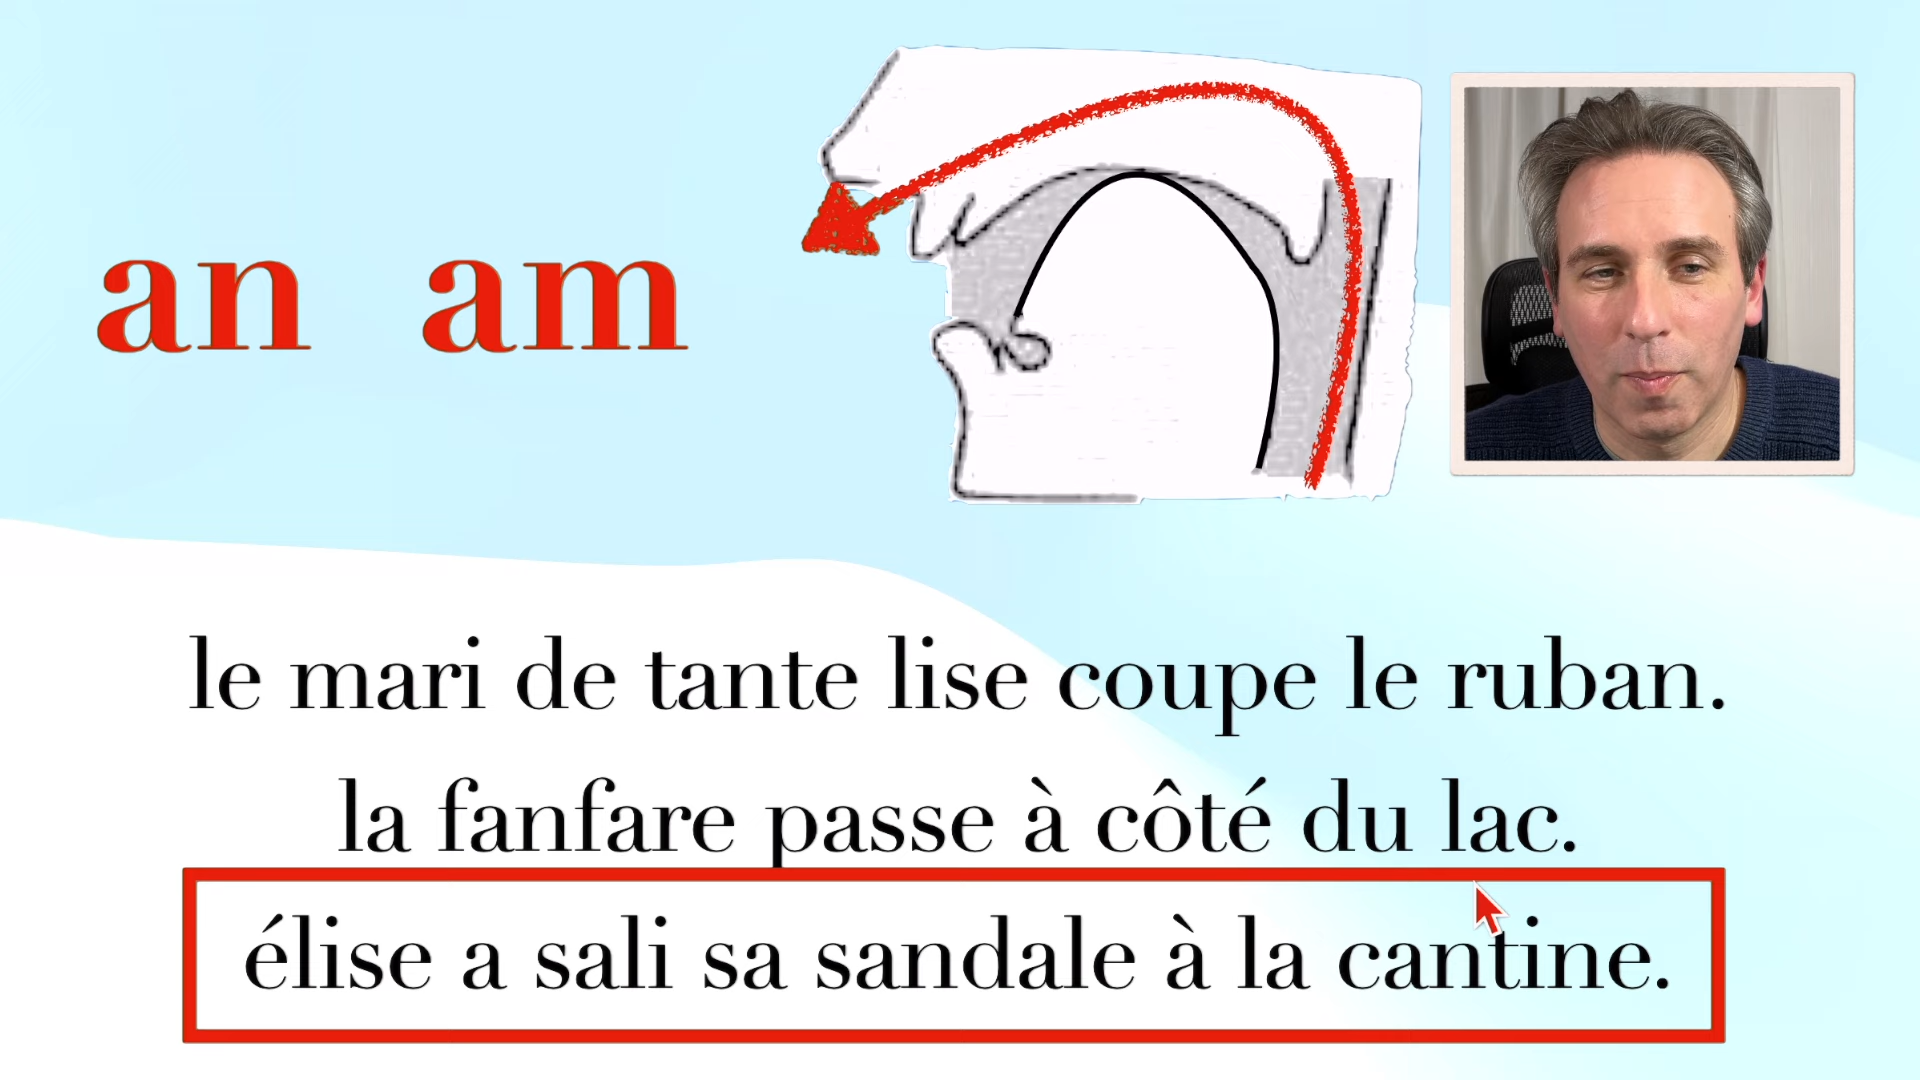 an am
le mari de tante lise coupe le ruban.
la fanfare passe à côté du lac.
élise a sali sa sandale à la cantine.